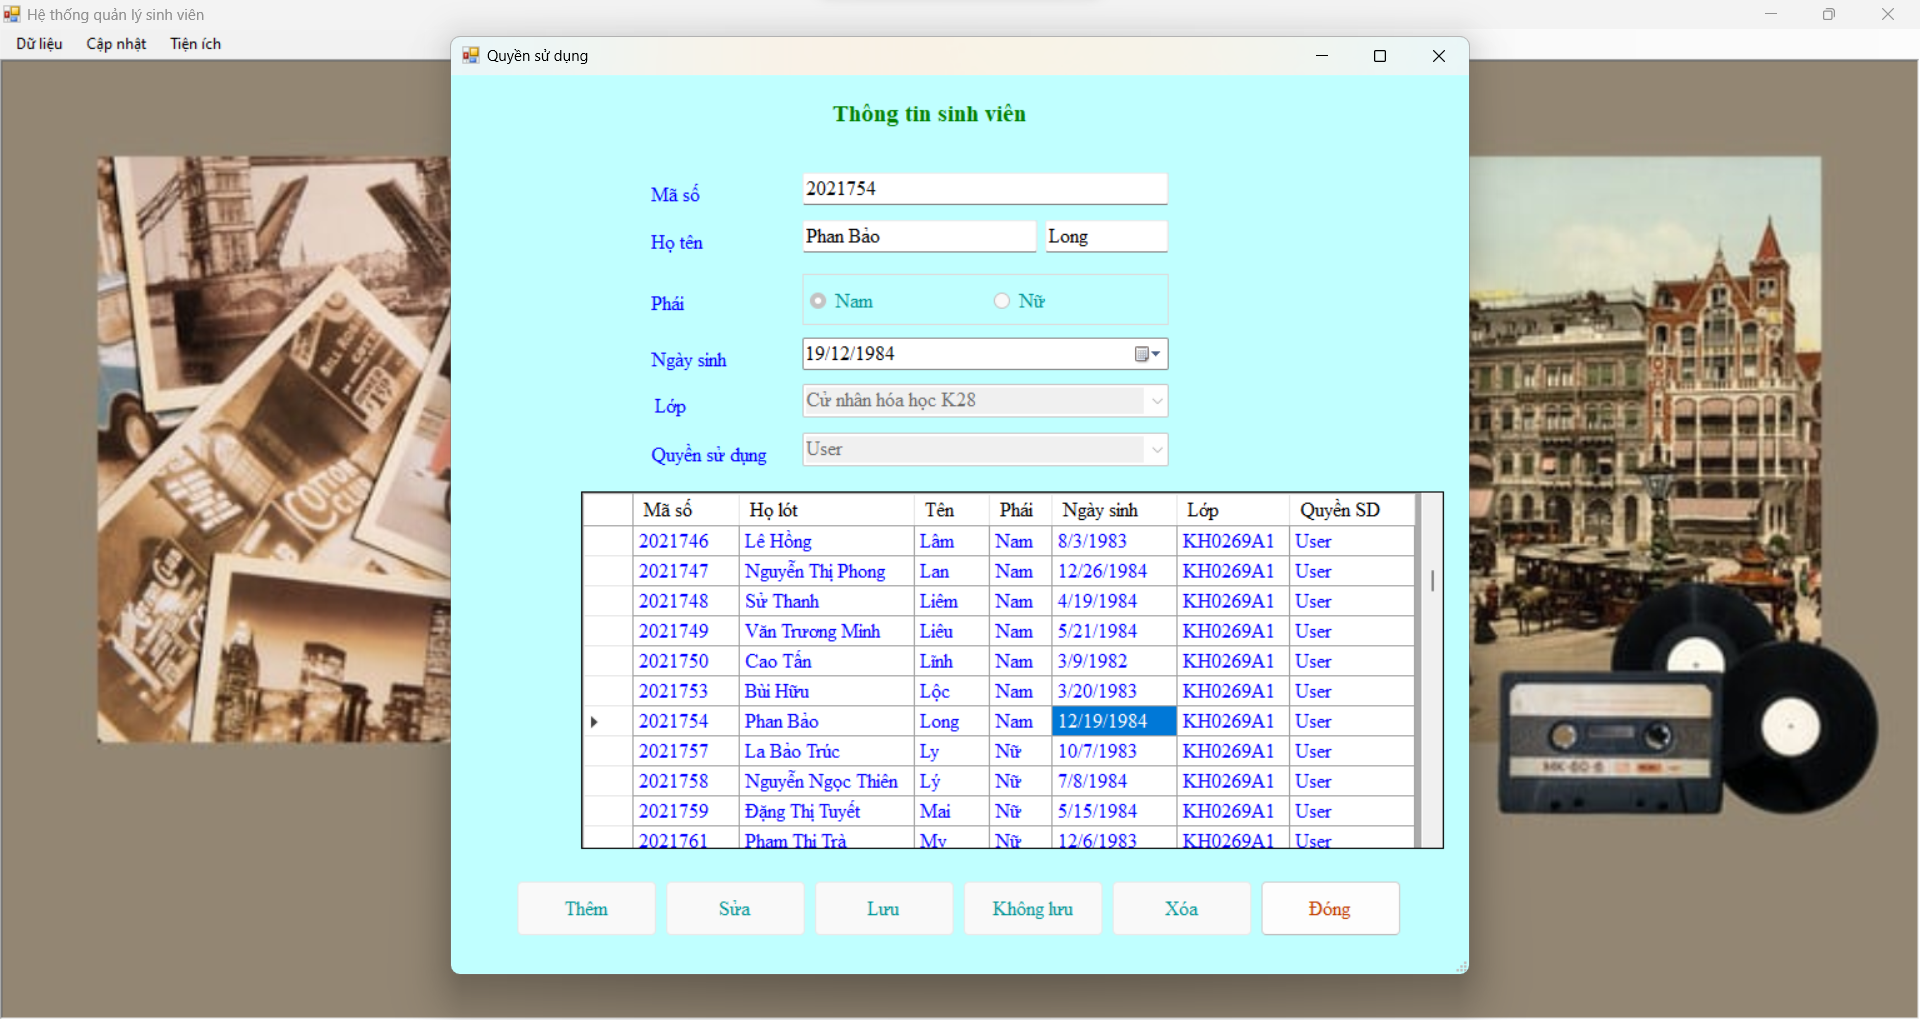 Hệ thống quản lý sinh viên
Dữ liệu Cập nhật Tiện ích
Quyền sử dụng
Thông tin sinh viên
Mã số 2021754
Họ tên Phan Bảo Long
Phái Nam Nữ
Ngày sinh 19/12/1984
Lớp Cử nhân hóa học K28
Quyền sử dụng User
Mã số Họ lót Tên Phái Ngày sinh Lớp Quyền SD
2021746 Lê Hồng Lâm Nam 8/3/1983 KH0269A1 User
2021747 Nguyễn Thị Phong Lan Nam 12/26/1984 KH0269A1 User
2021748 Sử Thanh Liêm Nam 4/19/1984 KH0269A1 User
2021749 Văn Trương Minh Liêu Nam 5/21/1984 KH0269A1 User
2021750 Cao Tấn Lĩnh Nam 3/9/1982 KH0269A1 User
2021753 Bùi Hữu Lộc Nam 3/20/1983 KH0269A1 User
2021754 Phan Bảo Long Nam 12/19/1984 KH0269A1 User
2021757 La Bảo Trúc Ly Nữ 10/7/1983 KH0269A1 User
2021758 Nguyễn Ngọc Thiên Lý Nữ 7/8/1984 KH0269A1 User
2021759 Đặng Thị Tuyết Mai Nữ 5/15/1984 KH0269A1 User
2021761 Phạm Thị Trà My Nữ 12/6/1983 KH0269A1 User
Thêm Sửa Lưu Không lưu Xóa Đóng
COTTON
CLUB